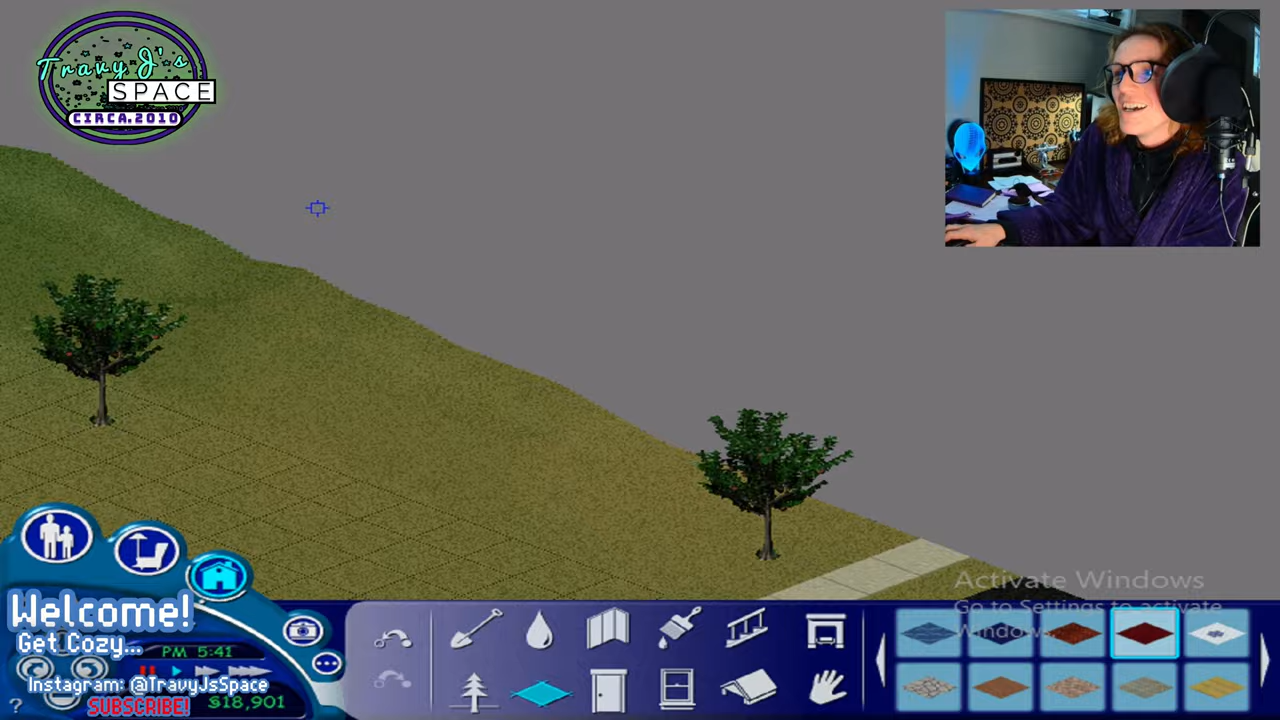 Travy J's
SPACE
CIRCA.2010
Activate Windows
Go to Settings to activate
Windows.
Welcome!
Get Cozy...
PM 5:41
Instagram: @TravyJsSpace
$18,901
SUBSCRIBE!
?